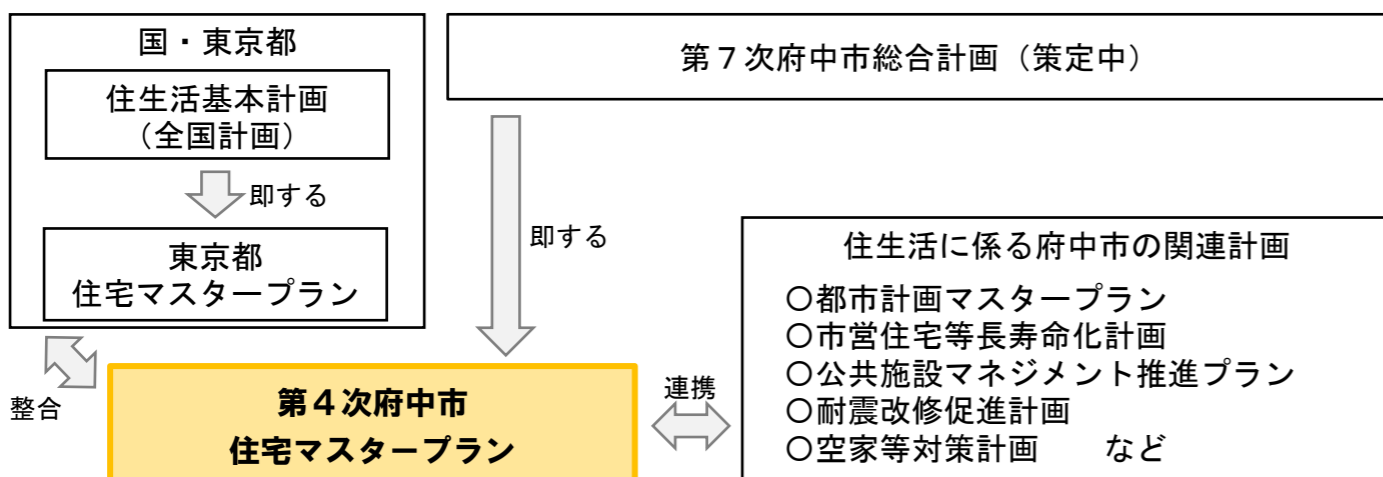 国・東京都
住生活基本計画
（全国計画）
即する
東京都
住宅マスタープラン
第７次府中市総合計画（策定中）
即する
整合
第４次府中市
住宅マスタープラン
連携
住生活に係る府中市の関連計画
○都市計画マスタープラン
○市営住宅等長寿命化計画
○公共施設マネジメント推進プラン
○耐震改修促進計画
○空家等対策計画　　など